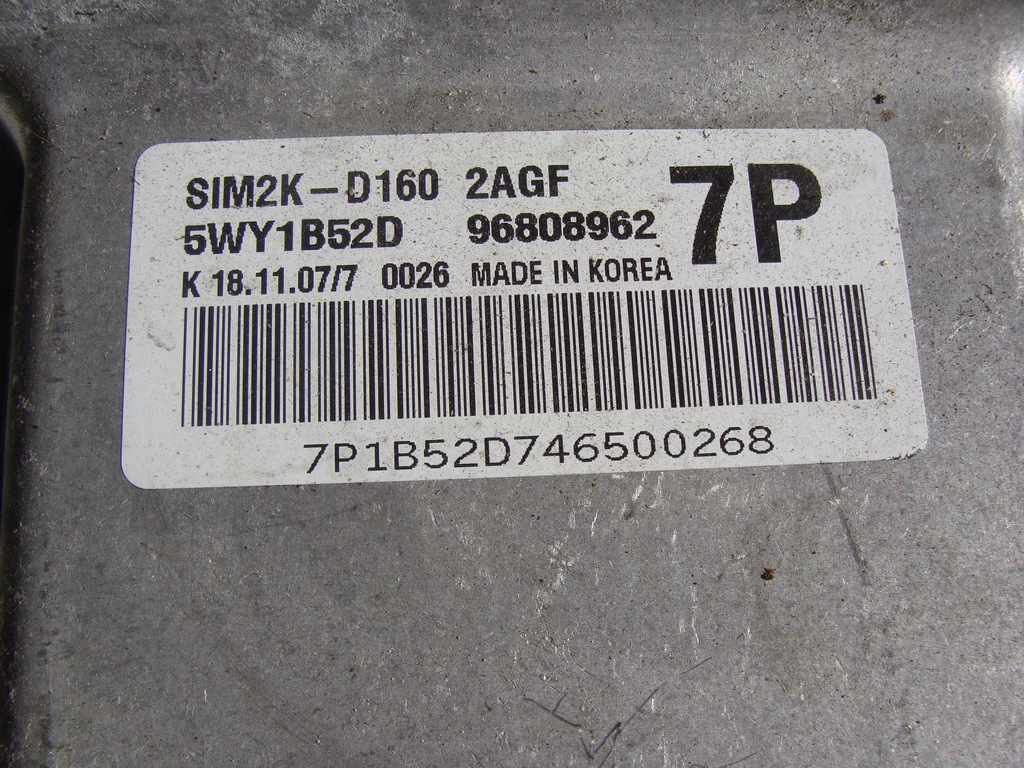 SIM2K-D160 2AGF 7P
5WY1B52D 96808962
K 18.11.07/7 0026 MADE IN KOREA
7P1B52D746500268